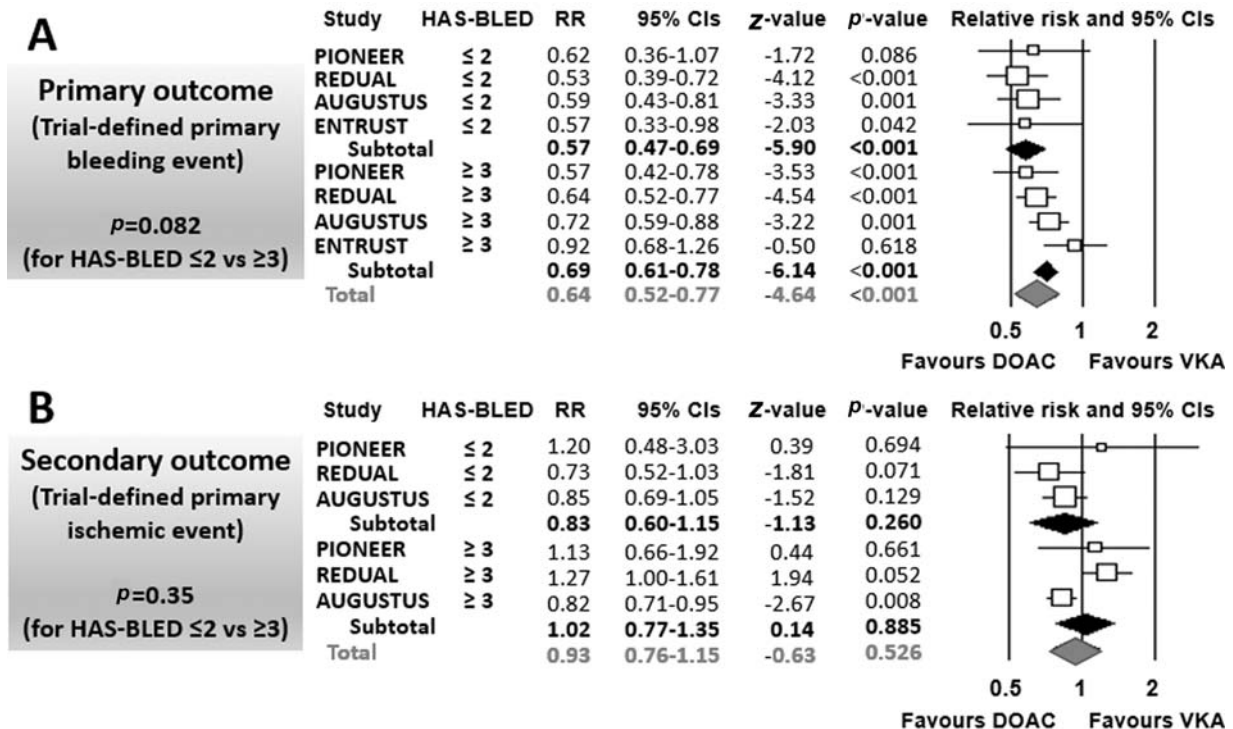 A
Primary outcome
(Trial-defined primary
bleeding event)
p=0.082
(for HAS-BLED ≤2 vs ≥3)
Study HAS-BLED RR 95% CIs Z-value p-value Relative risk and 95% CIs
PIONEER ≤ 2 0.62 0.36-1.07 -1.72 0.086
REDUAL ≤ 2 0.53 0.39-0.72 -4.12 <0.001
AUGUSTUS ≤ 2 0.59 0.43-0.81 -3.33 0.001
ENTRUST ≤ 2 0.57 0.33-0.98 -2.03 0.042
Subtotal 0.57 0.47-0.69 -5.90 <0.001
PIONEER ≥ 3 0.57 0.42-0.78 -3.53 <0.001
REDUAL ≥ 3 0.64 0.52-0.77 -4.54 <0.001
AUGUSTUS ≥ 3 0.72 0.59-0.88 -3.22 0.001
ENTRUST ≥ 3 0.92 0.68-1.26 -0.50 0.618
Subtotal 0.69 0.61-0.78 -6.14 <0.001
Total 0.64 0.52-0.77 -4.64 <0.001
0.5 1 2
Favours DOAC Favours VKA
B
Secondary outcome
(Trial-defined primary
ischemic event)
p=0.35
(for HAS-BLED ≤2 vs ≥3)
Study HAS-BLED RR 95% CIs Z-value p-value Relative risk and 95% CIs
PIONEER ≤ 2 1.20 0.48-3.03 0.39 0.694
REDUAL ≤ 2 0.73 0.52-1.03 -1.81 0.071
AUGUSTUS ≤ 2 0.85 0.69-1.05 -1.52 0.129
Subtotal 0.83 0.60-1.15 -1.13 0.260
PIONEER ≥ 3 1.13 0.66-1.92 0.44 0.661
REDUAL ≥ 3 1.27 1.00-1.61 1.94 0.052
AUGUSTUS ≥ 3 0.82 0.71-0.95 -2.67 0.008
Subtotal 1.02 0.77-1.35 0.14 0.885
Total 0.93 0.76-1.15 -0.63 0.526
0.5 1 2
Favours DOAC Favours VKA